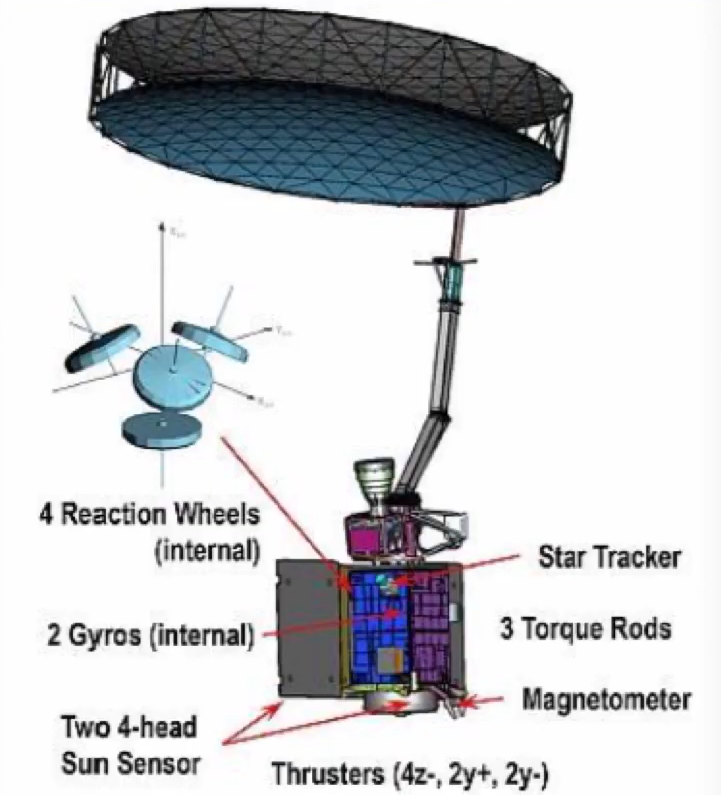 4 Reaction Wheels
(internal)
Star Tracker
2 Gyros (internal)
3 Torque Rods
Magnetometer
Two 4-head
Sun Sensor
Thrusters (4z-, 2y+, 2y-)